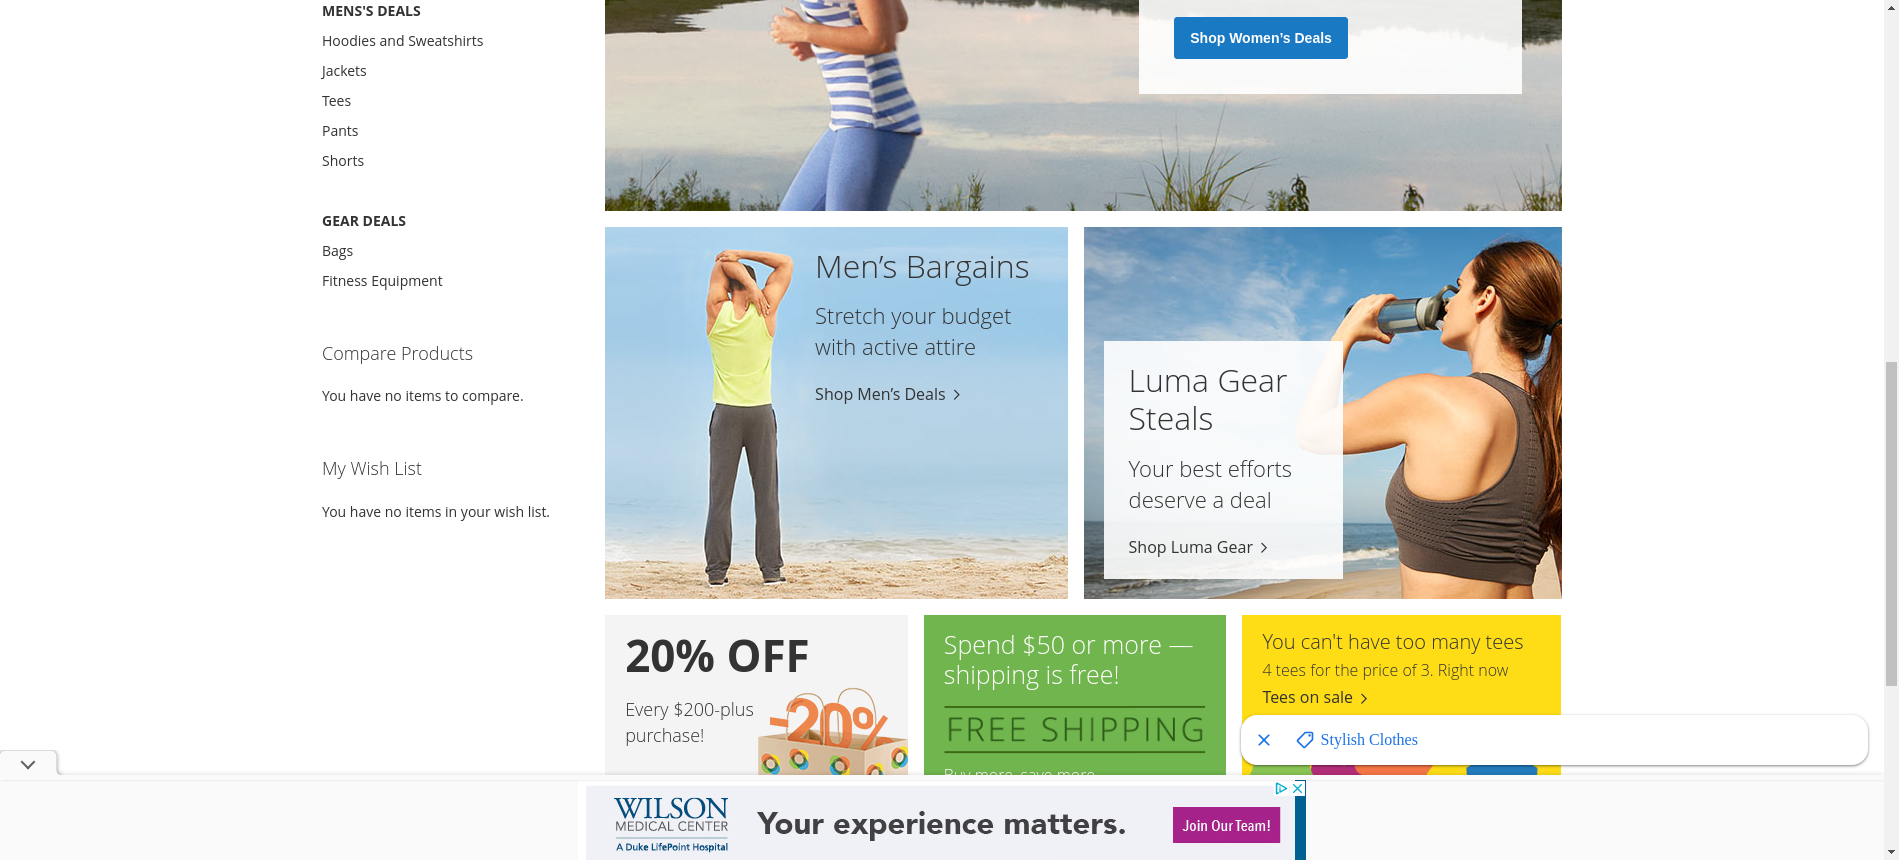 MENS'S DEALS
Hoodies and Sweatshirts
Jackets
Tees
Pants
Shorts
GEAR DEALS
Bags
Fitness Equipment
Compare Products
You have no items to compare.
My Wish List
You have no items in your wish list.
Shop Women’s Deals
Men’s Bargains
Stretch your budget
with active attire
Shop Men’s Deals
Luma Gear
Steals
Your best efforts
deserve a deal
Shop Luma Gear
20% OFF
Every $200-plus
purchase!
-20%
Spend $50 or more —
shipping is free!
FREE SHIPPING
Buy more, save more
You can't have too many tees
4 tees for the price of 3. Right now
Tees on sale
Stylish Clothes
WILSON
MEDICAL CENTER
A Duke LifePoint Hospital
Your experience matters.
Join Our Team!